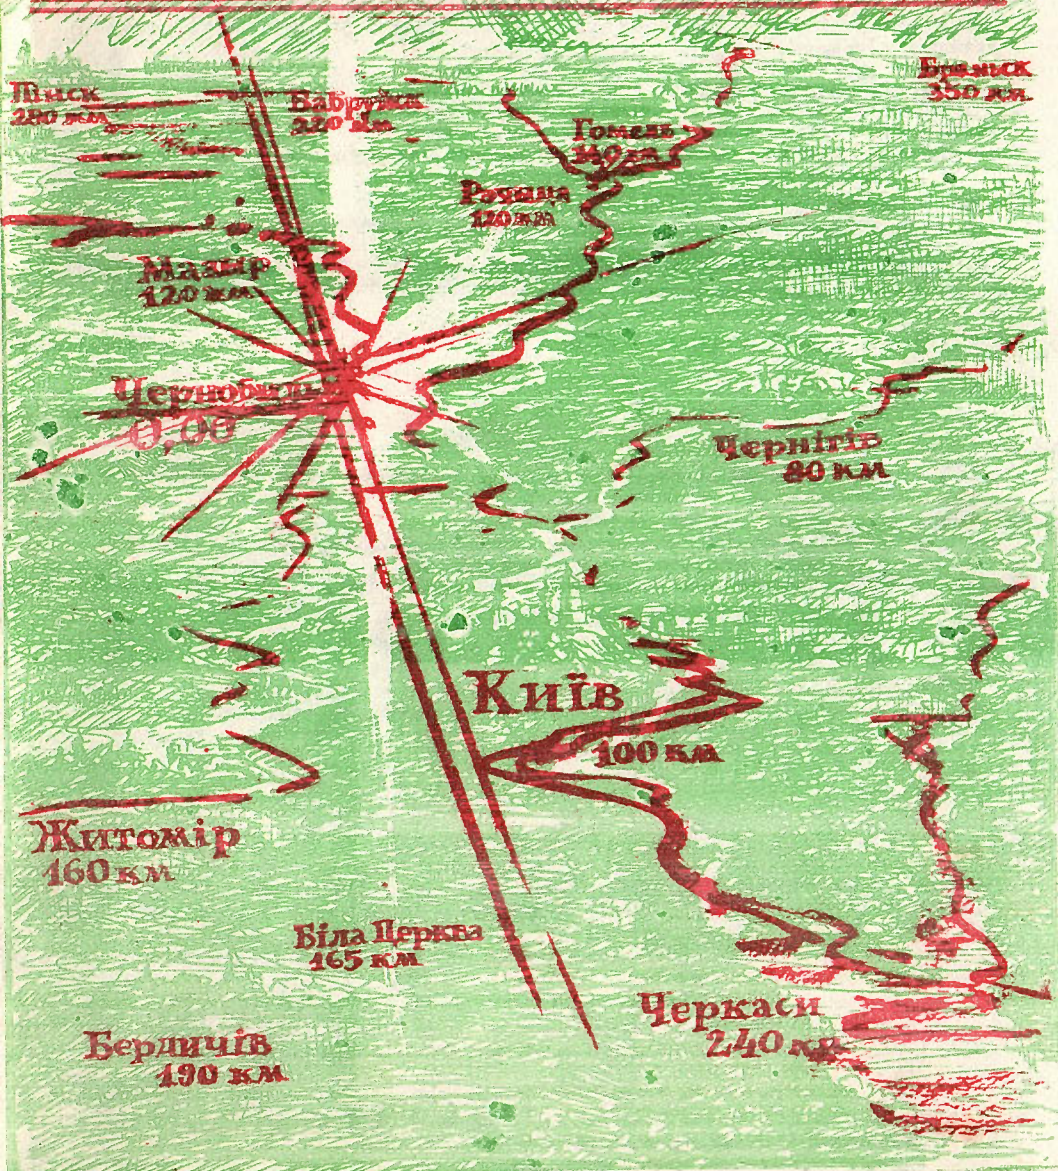 Пінск
280 км
Бабруйск
220 км
Браньск
350 км
Гомель
140 км
Рэчыца
120 км
Мазыр
120 км
Чернобиль
0,00
Чернігів
80 км
Київ
100 км
Житомір
160 км
Біла Церква
165 км
Черкаси
240 км
Бердичів
190 км